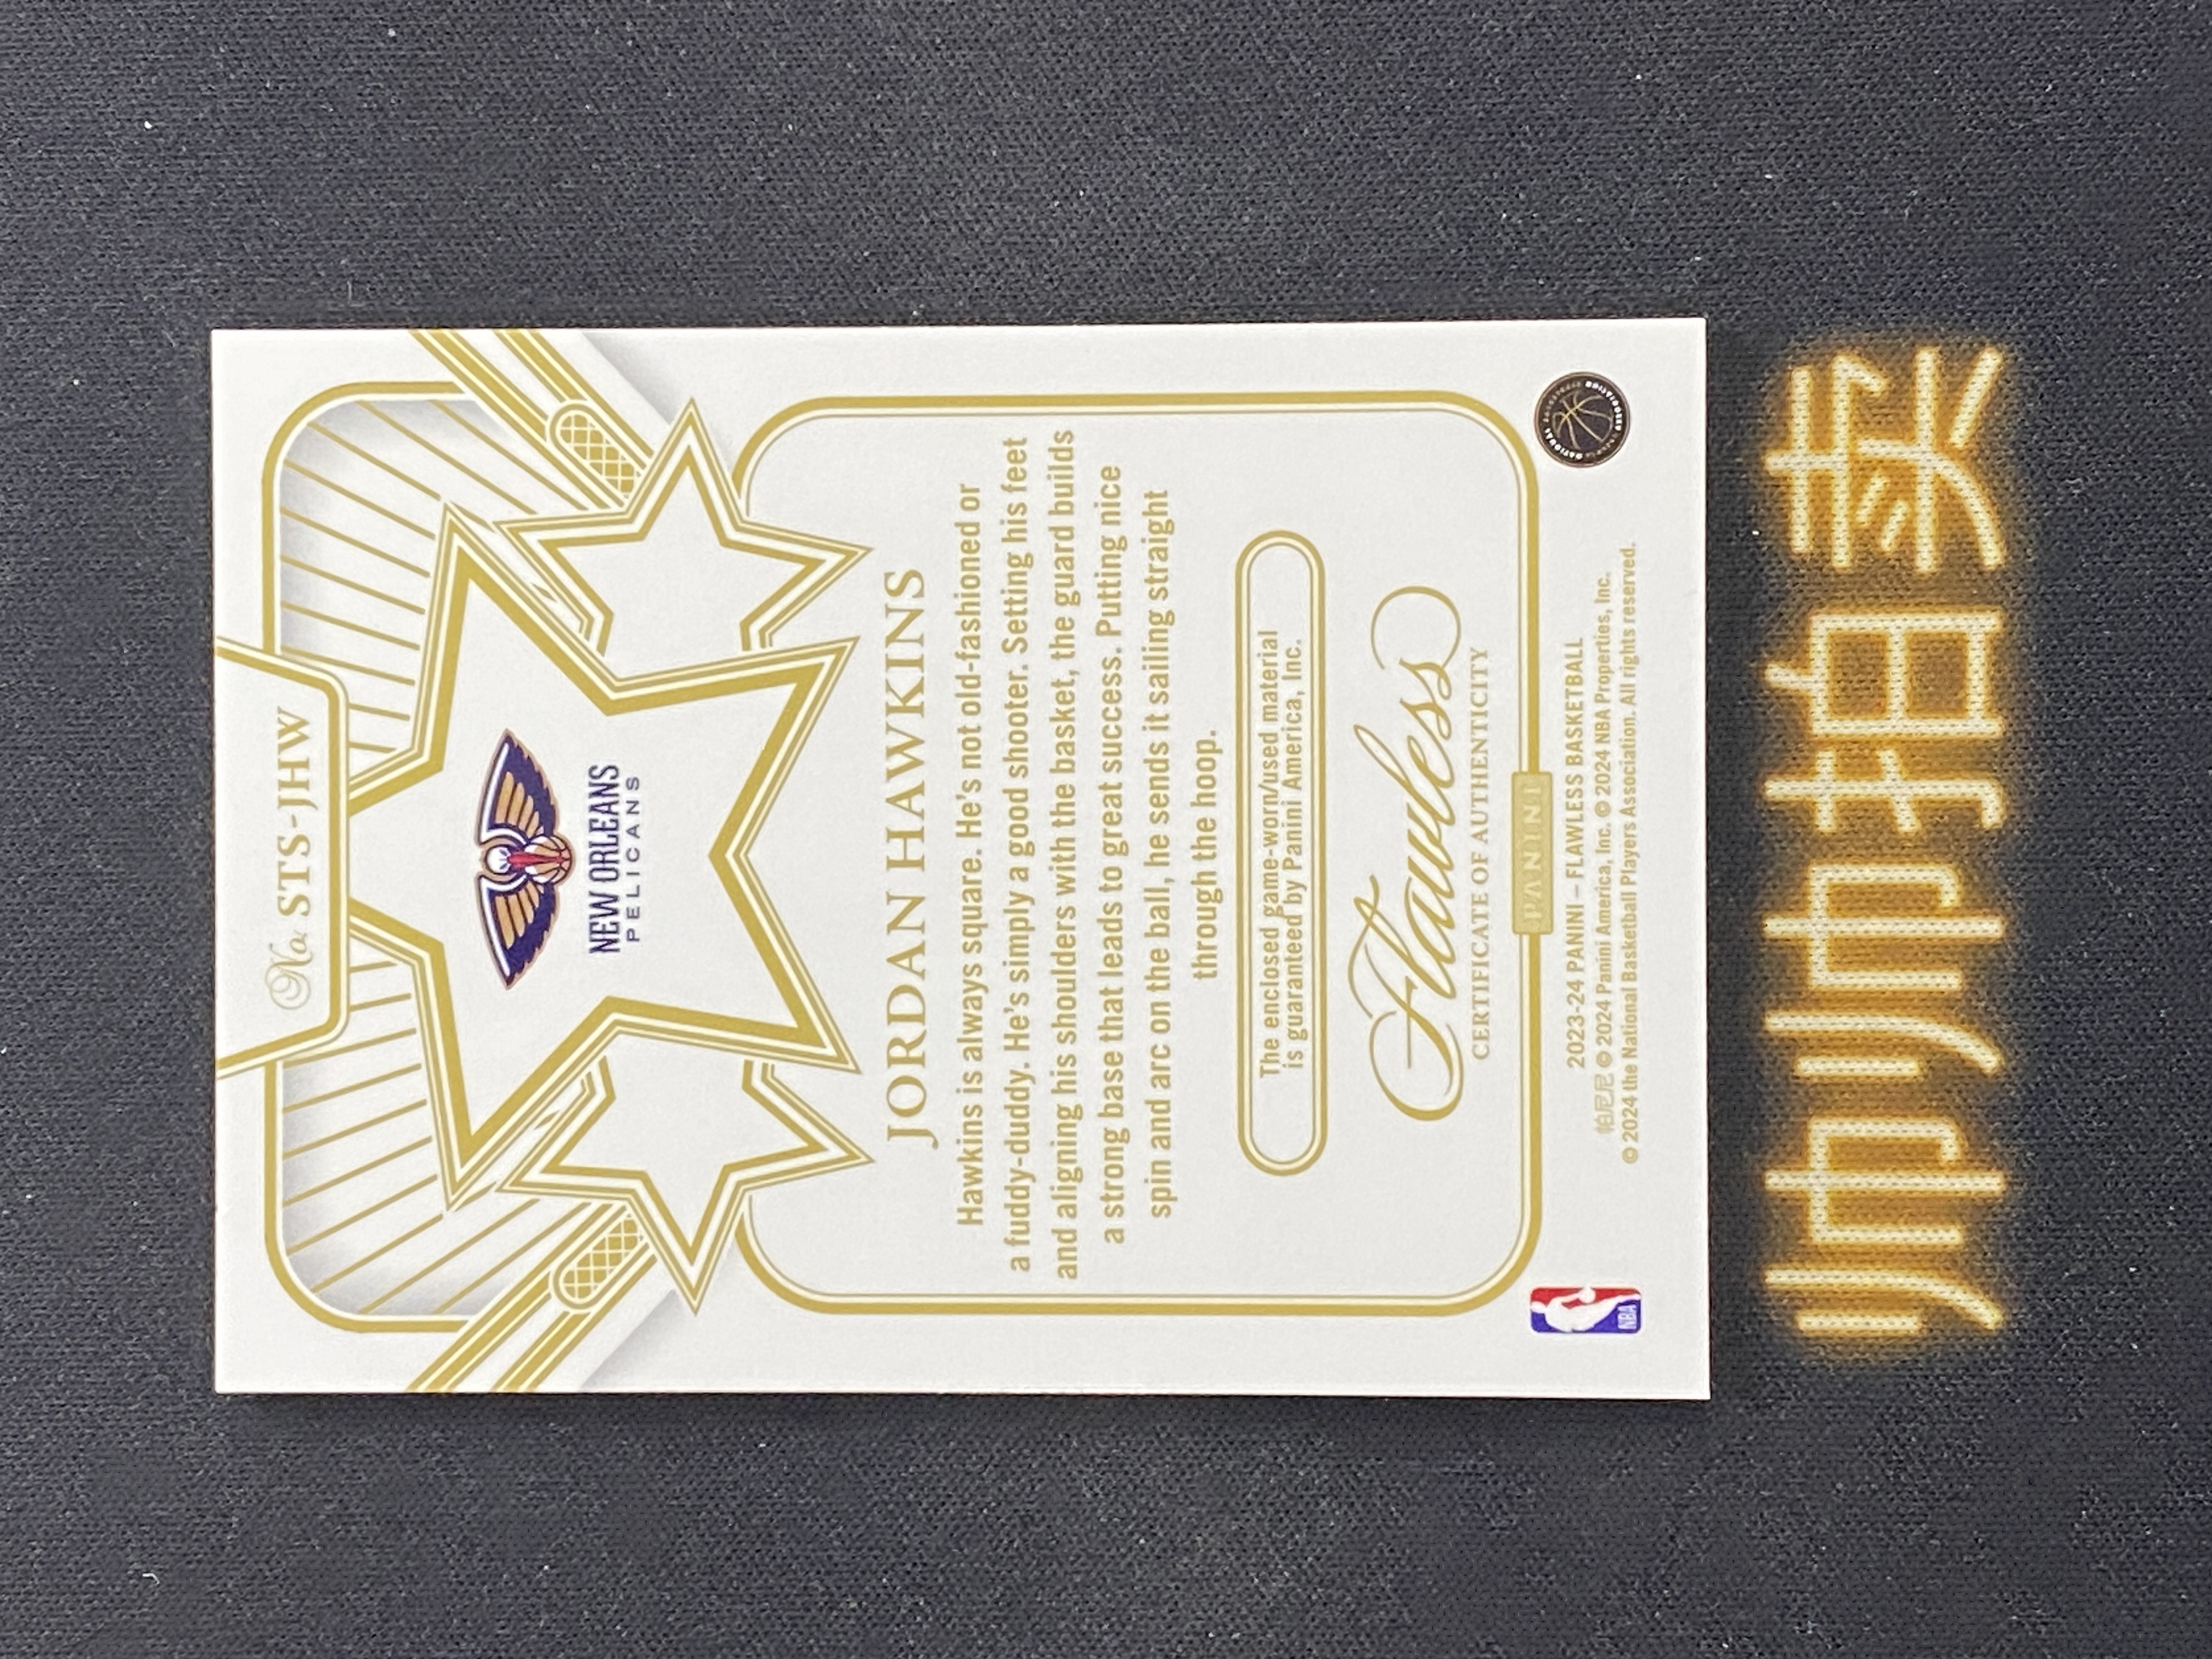 No. STS-JHW
NEW ORLEANS
PELICANS
JORDAN HAWKINS
Hawkins is always square. He's not old-fashioned or
a fuddy-duddy. He's simply a good shooter. Setting his feet
and aligning his shoulders with the basket, the guard builds
a strong base that leads to great success. Putting nice
spin and arc on the ball, he sends it sailing straight
through the hoop.
The enclosed game-worn/used material
is guaranteed by Panini America, Inc.
Flawless
CERTIFICATE OF AUTHENTICITY
PANINI
2023-24 PANINI – FLAWLESS BASKETBALL
帕尼尼 © 2024 Panini America, Inc. © 2024 NBA Properties, Inc.
© 2024 the National Basketball Players Association. All rights reserved.
NBA
帅帅拍卖